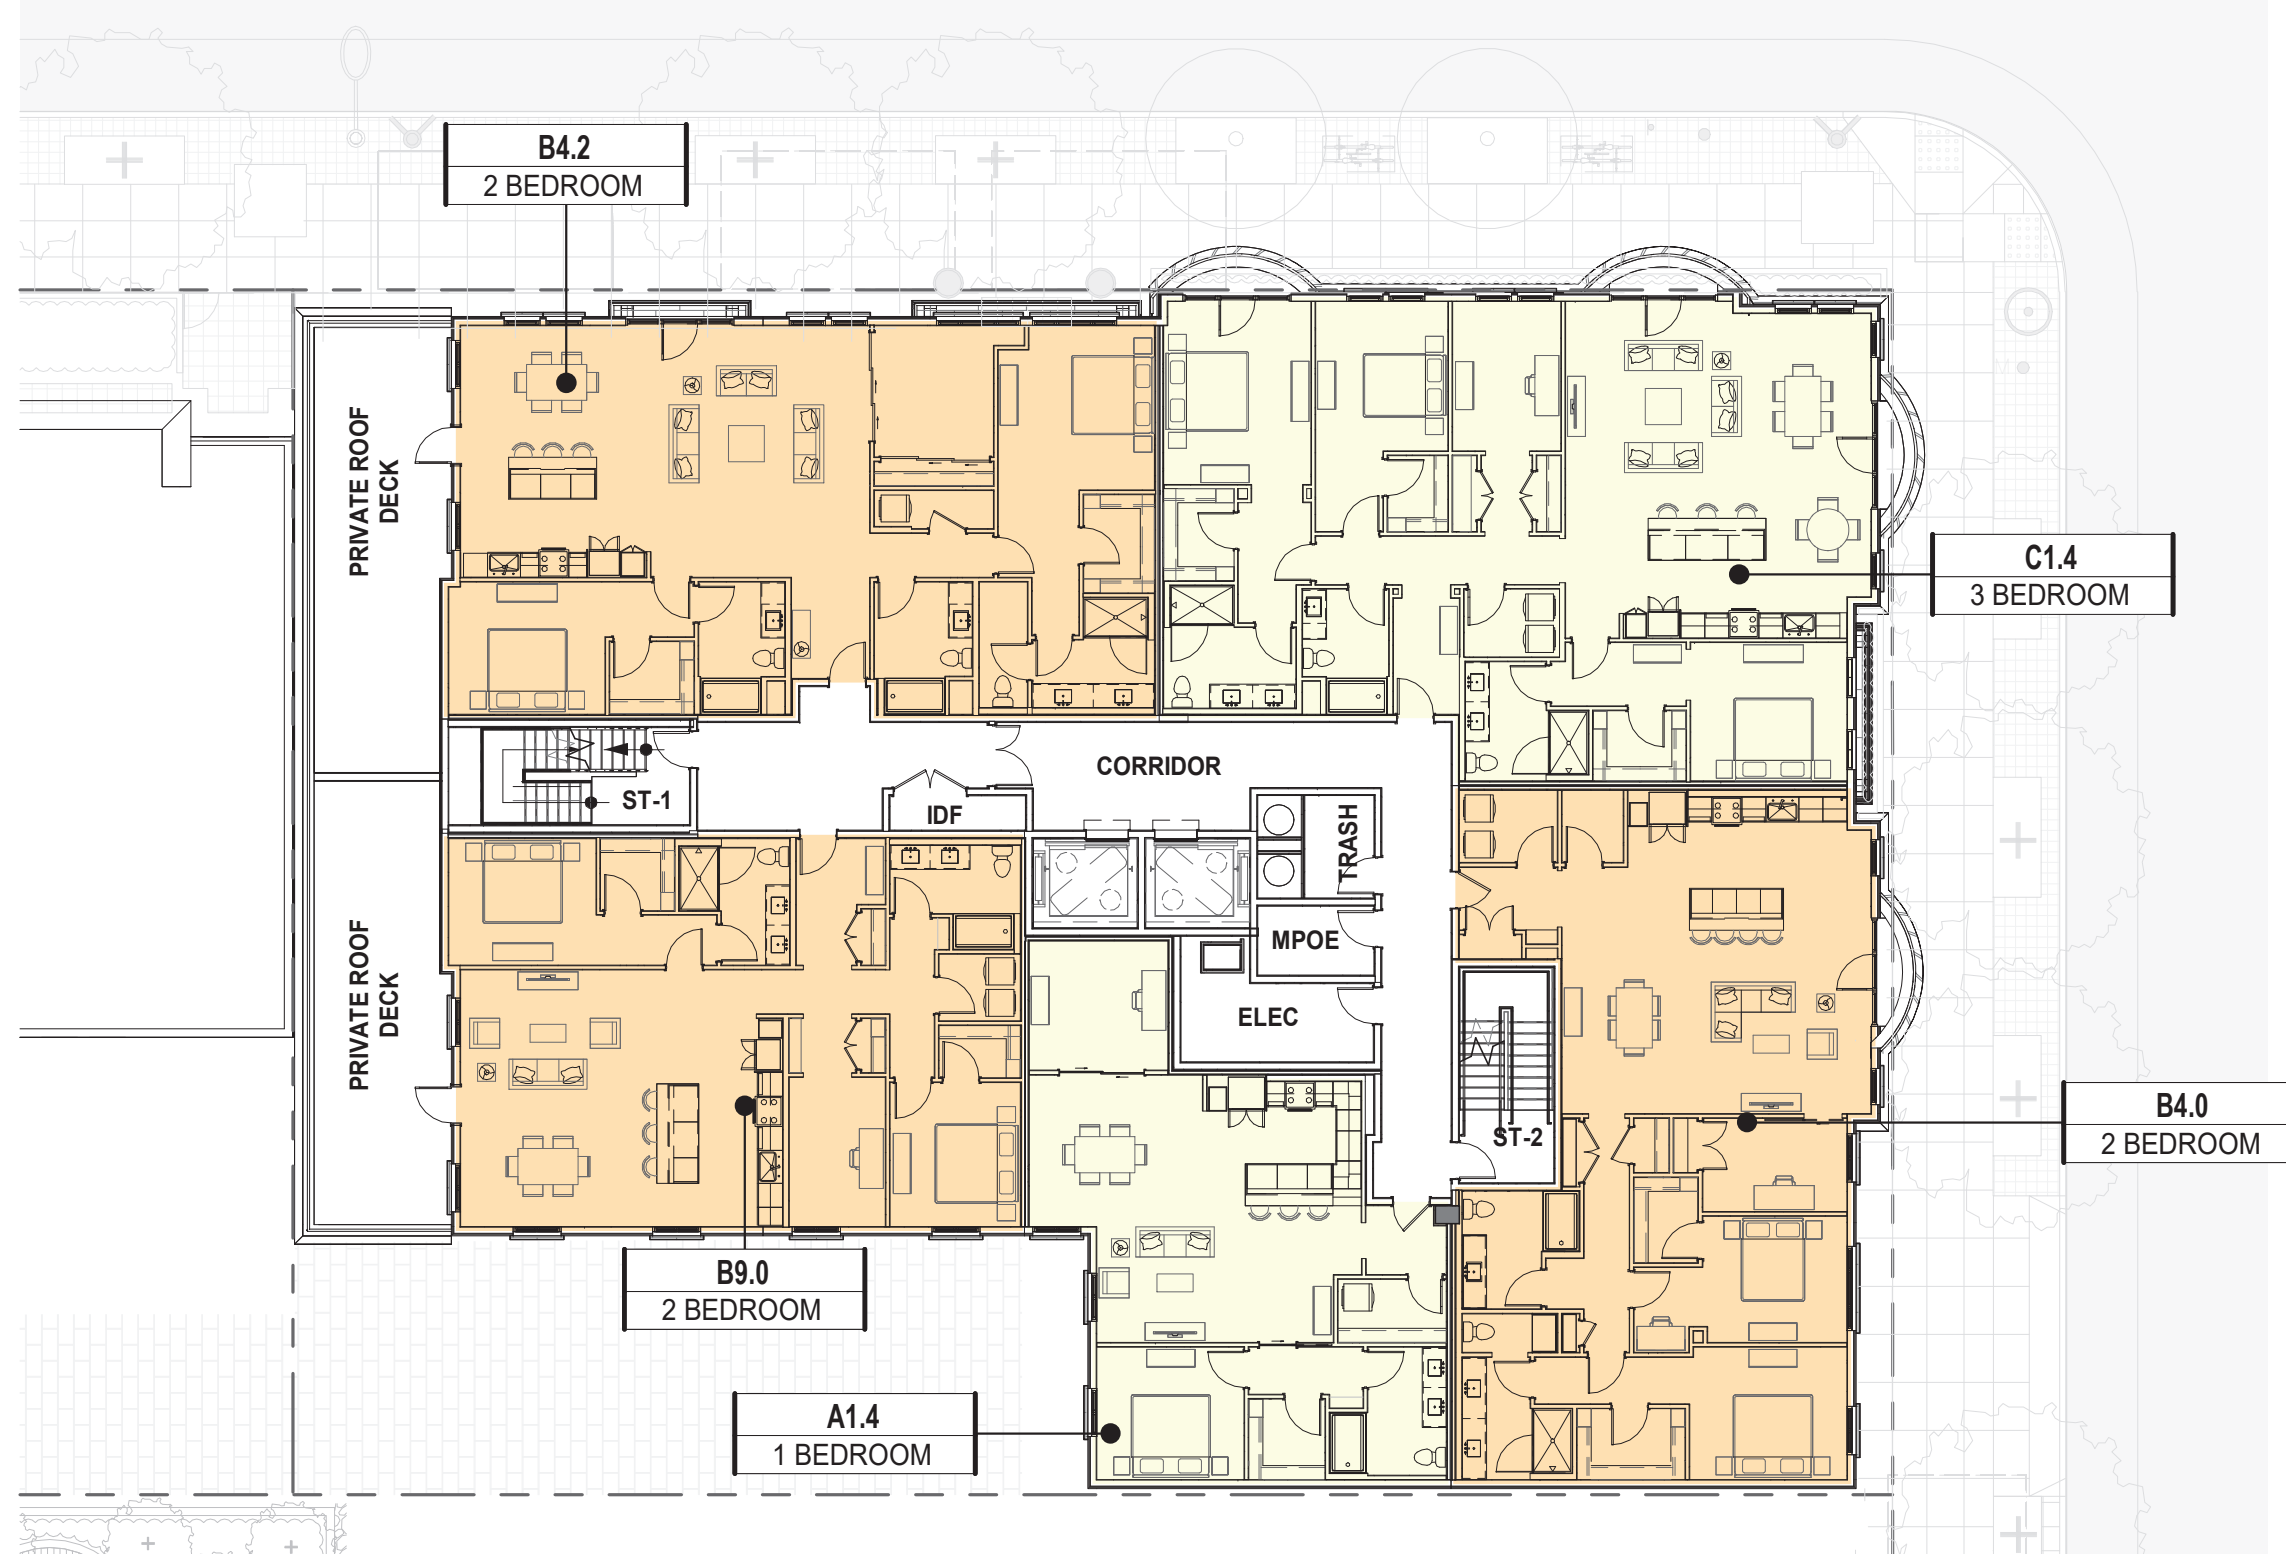 B4.2
2 BEDROOM
PRIVATE ROOF
DECK
C1.4
3 BEDROOM
CORRIDOR
ST-1
IDF
TRASH
MPOE
ELEC
PRIVATE ROOF
DECK
ST-2
B4.0
2 BEDROOM
B9.0
2 BEDROOM
A1.4
1 BEDROOM